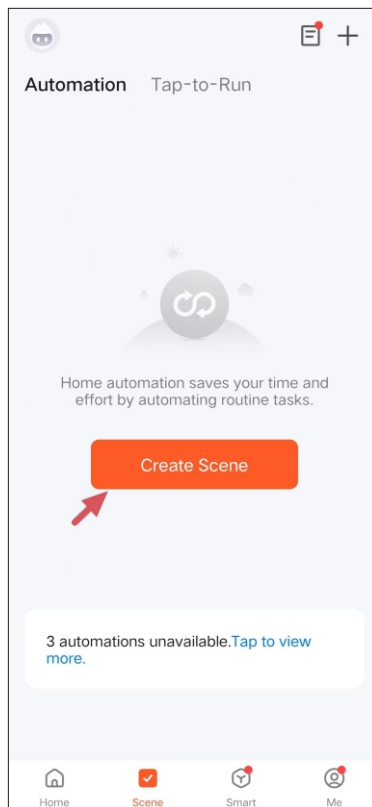 Automation Tap-to-Run
Home automation saves your time and
effort by automating routine tasks.
Create Scene
3 automations unavailable.Tap to view
more.
Home Scene Smart Me